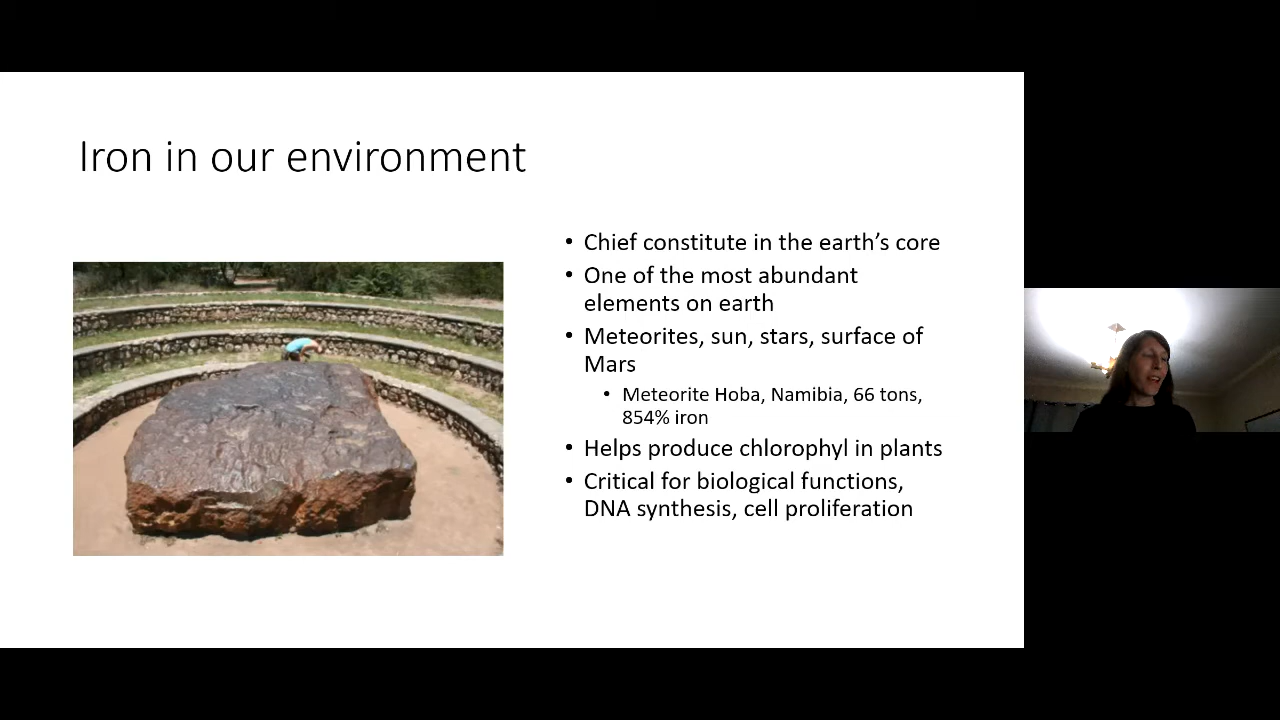 Iron in our environment
• Chief constitute in the earth’s core
• One of the most abundant
elements on earth
• Meteorites, sun, stars, surface of
Mars
• Meteorite Hoba, Namibia, 66 tons,
854% iron
• Helps produce chlorophyl in plants
• Critical for biological functions,
DNA synthesis, cell proliferation